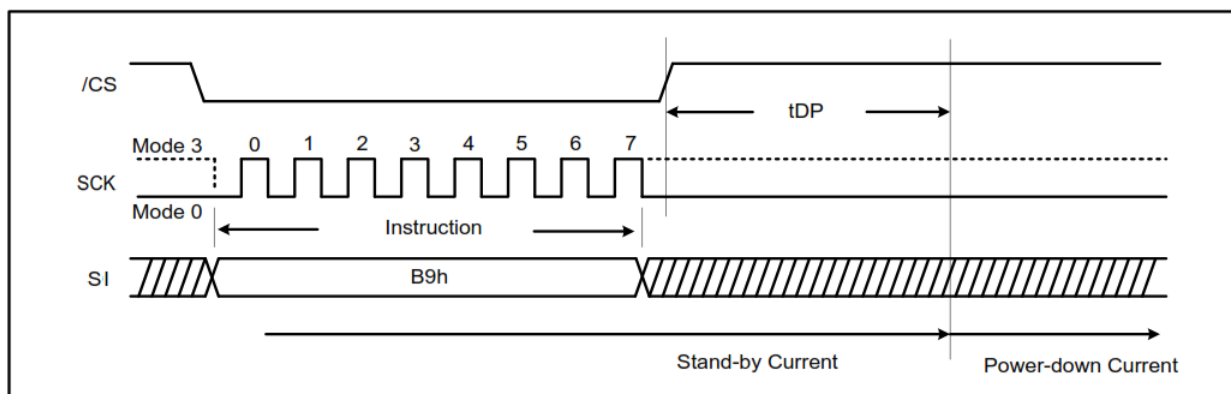 /CS
tDP
Mode 3 0 1 2 3 4 5 6 7
SCK
Mode 0
Instruction
SI B9h
Stand-by Current Power-down Current